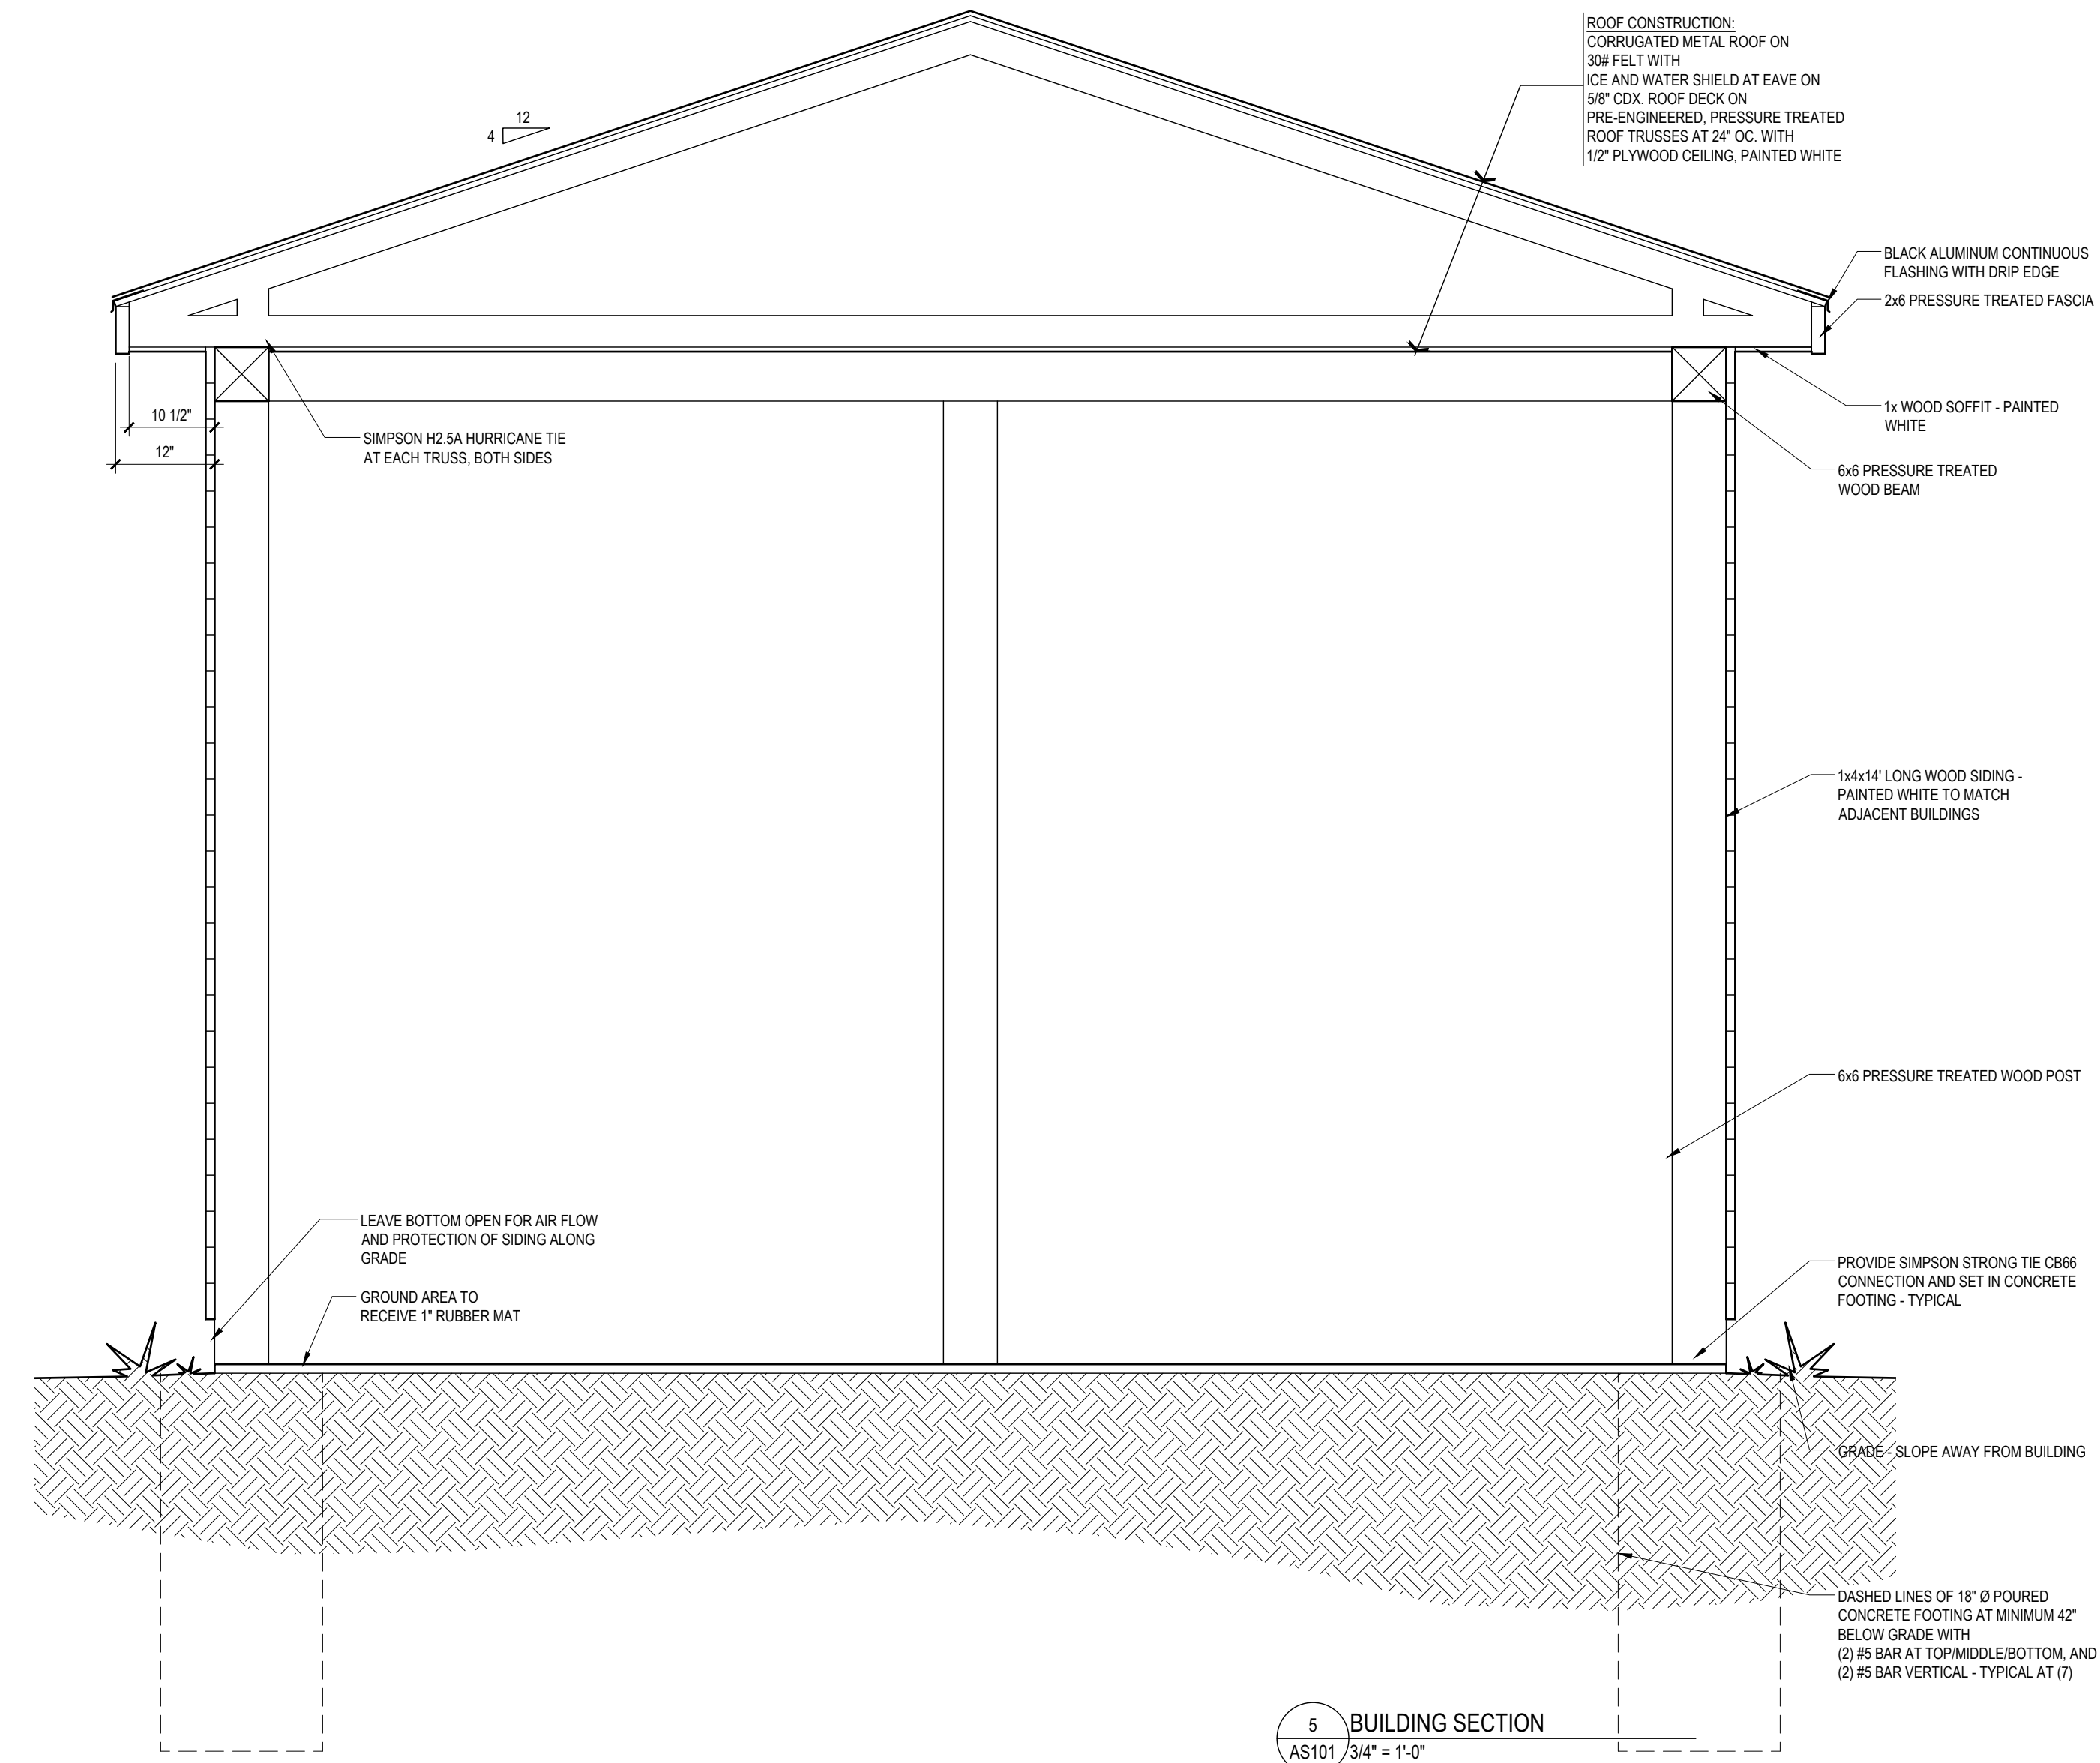 ROOF CONSTRUCTION:
CORRUGATED METAL ROOF ON
30# FELT WITH
ICE AND WATER SHIELD AT EAVE ON
5/8" CDX. ROOF DECK ON
PRE-ENGINEERED, PRESSURE TREATED
ROOF TRUSSES AT 24" OC. WITH
1/2" PLYWOOD CEILING, PAINTED WHITE
12
4
BLACK ALUMINUM CONTINUOUS
FLASHING WITH DRIP EDGE
2x6 PRESSURE TREATED FASCIA
1x WOOD SOFFIT - PAINTED
WHITE
10 1/2"
12"
SIMPSON H2.5A HURRICANE TIE
AT EACH TRUSS, BOTH SIDES
6x6 PRESSURE TREATED
WOOD BEAM
1x4x14' LONG WOOD SIDING -
PAINTED WHITE TO MATCH
ADJACENT BUILDINGS
6x6 PRESSURE TREATED WOOD POST
LEAVE BOTTOM OPEN FOR AIR FLOW
AND PROTECTION OF SIDING ALONG
GRADE
GROUND AREA TO
RECEIVE 1" RUBBER MAT
PROVIDE SIMPSON STRONG TIE CB66
CONNECTION AND SET IN CONCRETE
FOOTING - TYPICAL
GRADE - SLOPE AWAY FROM BUILDING
DASHED LINES OF 18" Ø POURED
CONCRETE FOOTING AT MINIMUM 42"
BELOW GRADE WITH
(2) #5 BAR AT TOP/MIDDLE/BOTTOM, AND
(2) #5 BAR VERTICAL - TYPICAL AT (7)
5
BUILDING SECTION
AS101
3/4" = 1'-0"